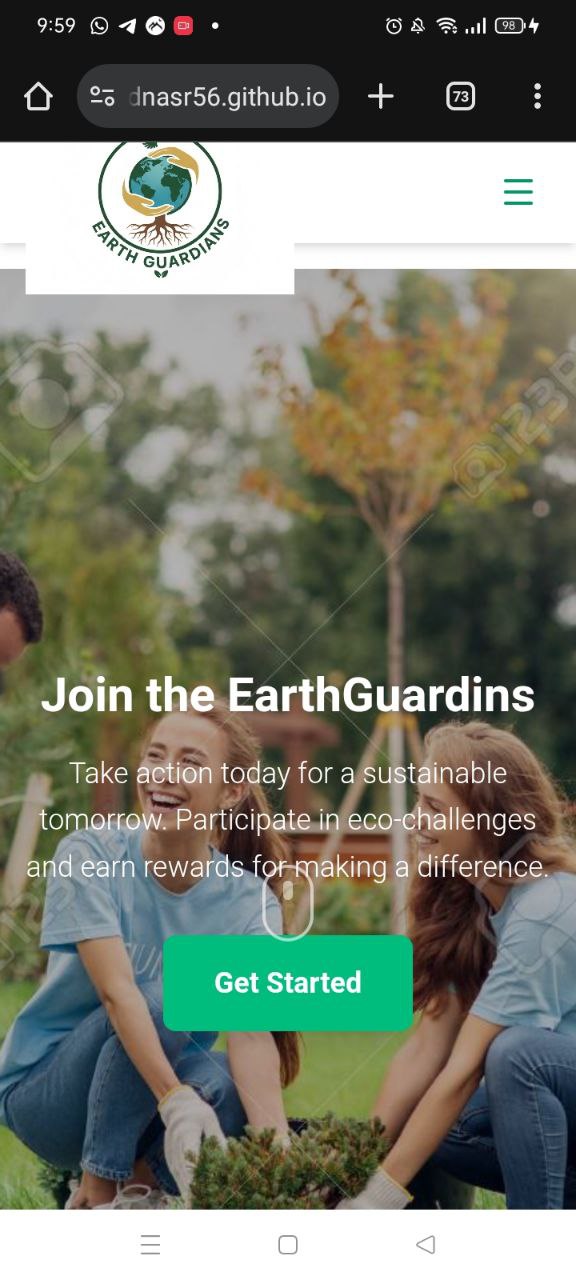 9:59
98
dnasr56.github.io
73
EARTH GUARDIANS
123R
Join the EarthGuardins
Take action today for a sustainable
tomorrow. Participate in eco-challenges
and earn rewards for making a difference.
Get Started